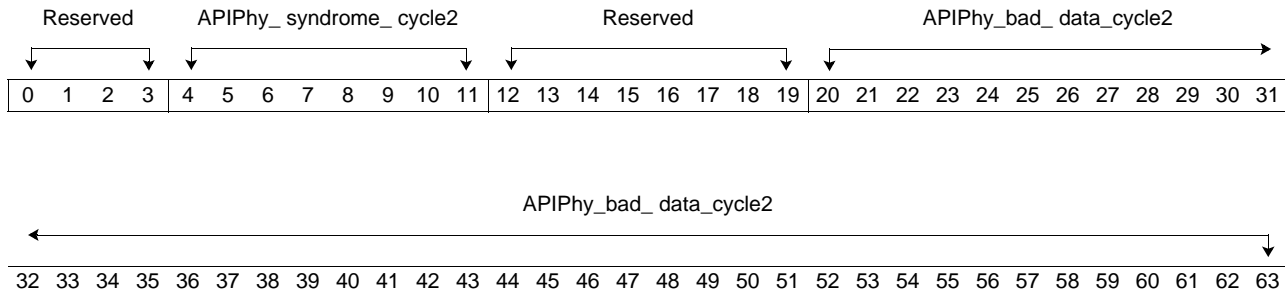 Reserved APIPhy_ syndrome_ cycle2 Reserved APIPhy_bad_ data_cycle2
0 1 2 3 4 5 6 7 8 9 10 11 12 13 14 15 16 17 18 19 20 21 22 23 24 25 26 27 28 29 30 31
APIPhy_bad_ data_cycle2
32 33 34 35 36 37 38 39 40 41 42 43 44 45 46 47 48 49 50 51 52 53 54 55 56 57 58 59 60 61 62 63